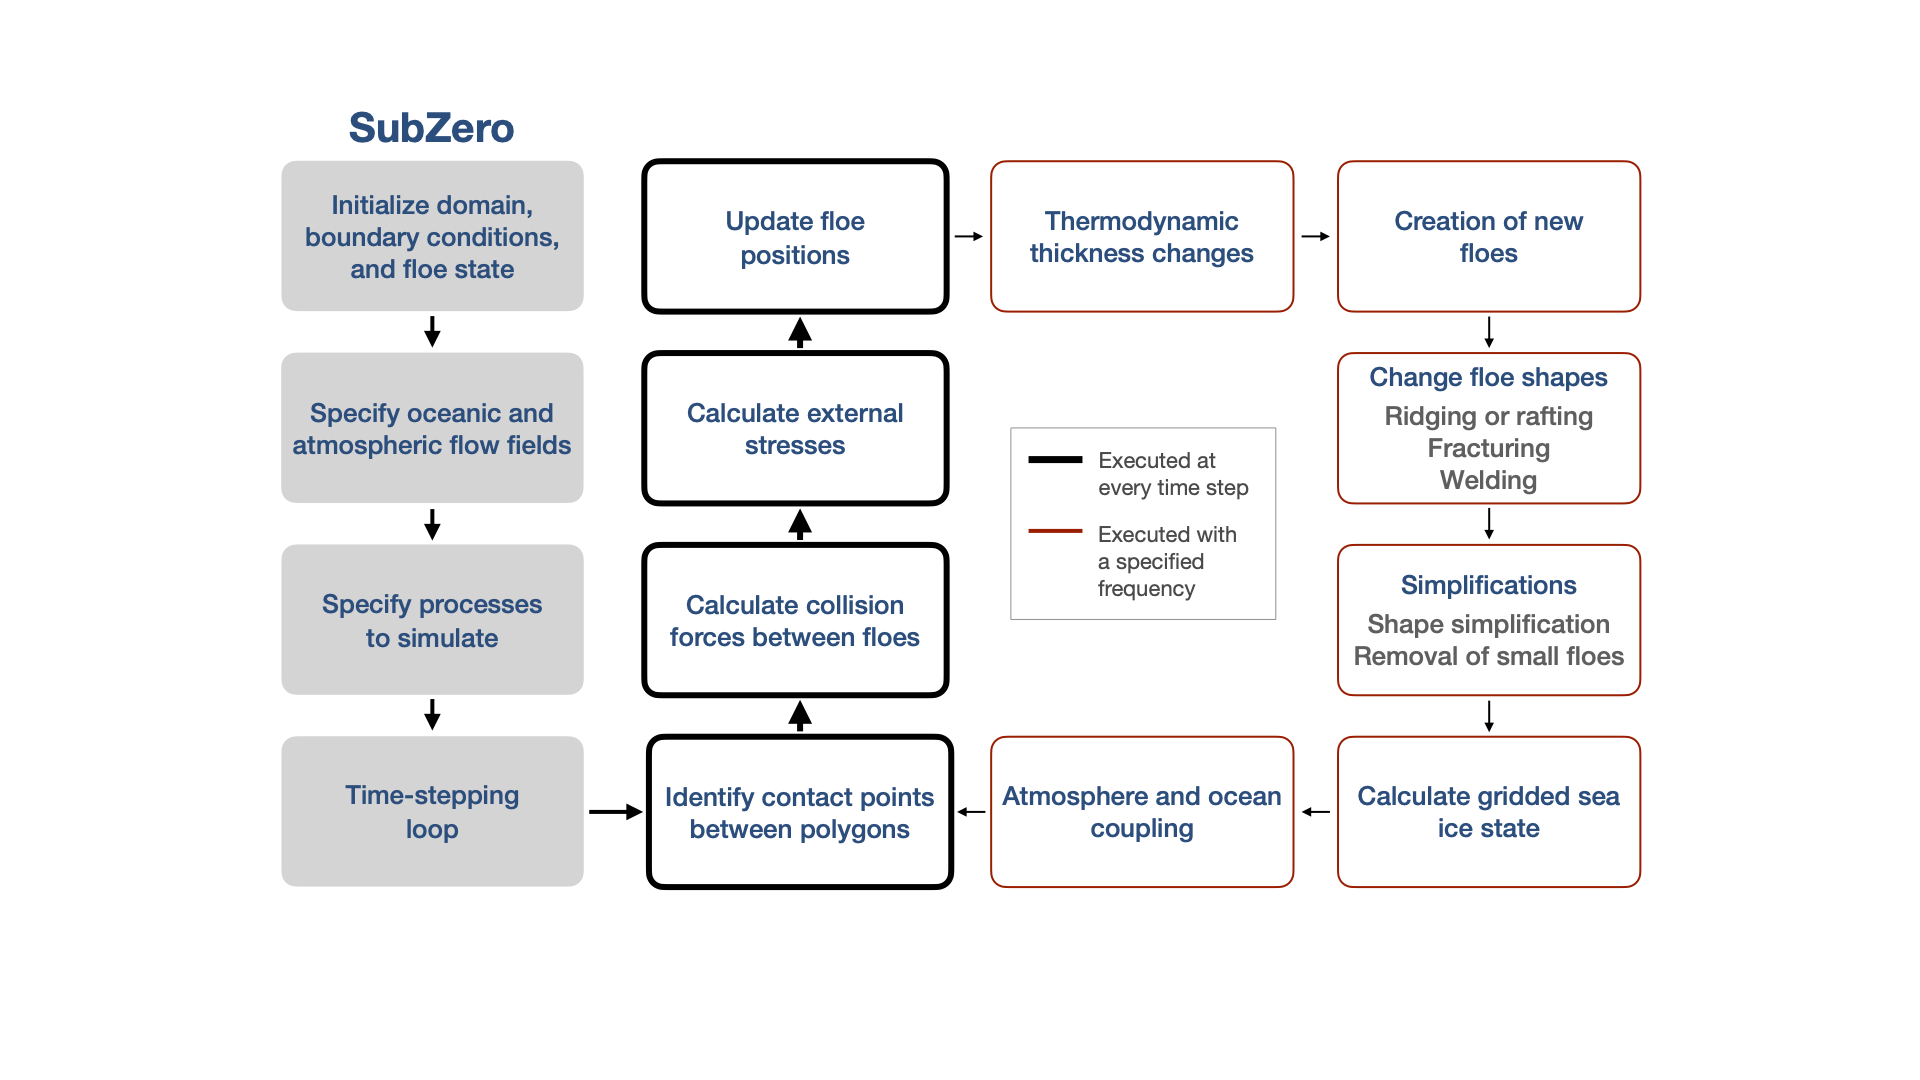 SubZero
Initialize domain,
boundary conditions,
and floe state
Specify oceanic and
atmospheric flow fields
Specify processes
to simulate
Time-stepping
loop
Update floe
positions
Calculate external
stresses
Calculate collision
forces between floes
Identify contact points
between polygons
Thermodynamic
thickness changes
Executed at
every time step
Executed with
a specified
frequency
Atmosphere and ocean
coupling
Creation of new
floes
Change floe shapes
Ridging or rafting
Fracturing
Welding
Simplifications
Shape simplification
Removal of small floes
Calculate gridded sea
ice state